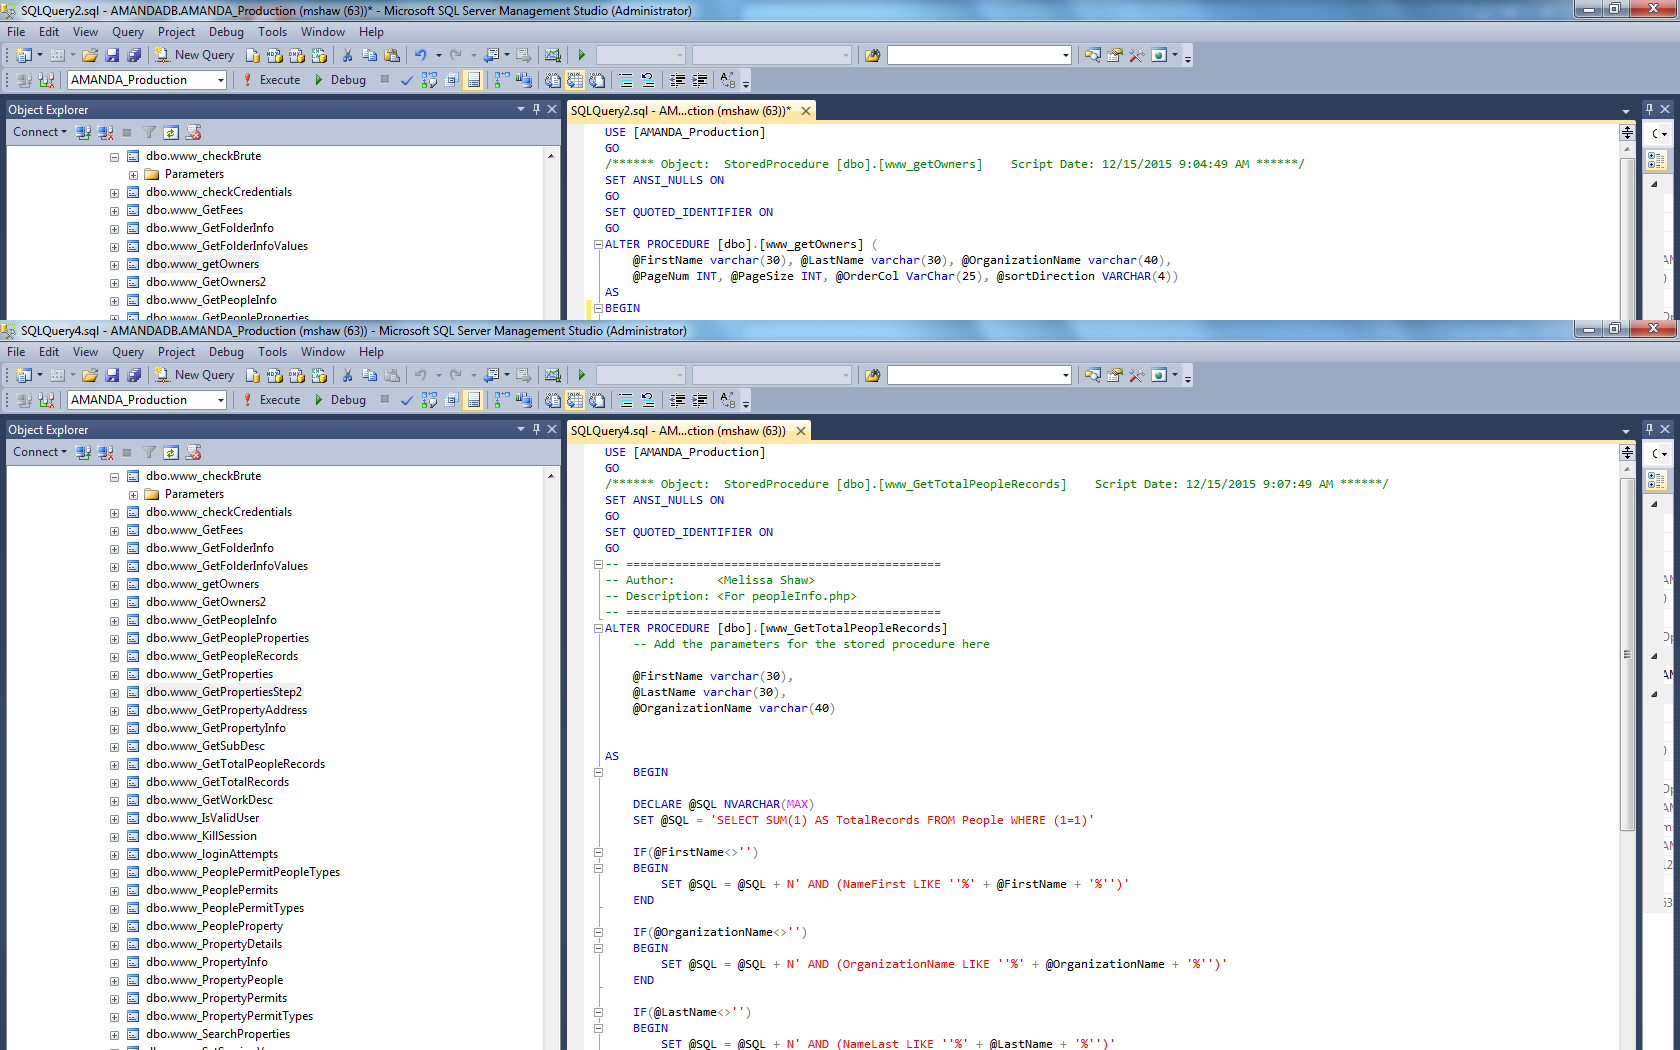 SQLQuery2.sql - AMANDADB.AMANDA_Production (mshaw (63))* - Microsoft SQL Server Management Studio (Administrator)
File Edit View Query Project Debug Tools Window Help
New Query
AMANDA_Production Execute Debug
Object Explorer
SQLQuery2.sql - AM...ction (mshaw (63))*
Connect
dbo.www_checkBrute
Parameters
dbo.www_checkCredentials
dbo.www_GetFees
dbo.www_GetFolderInfo
dbo.www_GetFolderInfoValues
dbo.www_getOwners
dbo.www_GetOwners2
dbo.www_GetPeopleInfo
dbo.www_GetPeopleProperties
USE [AMANDA_Production]
GO
/****** Object:  StoredProcedure [dbo].[www_getOwners]    Script Date: 12/15/2015 9:04:49 AM ******/
SET ANSI_NULLS ON
GO
SET QUOTED_IDENTIFIER ON
GO
ALTER PROCEDURE [dbo].[www_getOwners] (
@FirstName varchar(30), @LastName varchar(30), @OrganizationName varchar(40),
@PageNum INT, @PageSize INT, @OrderCol VarChar(25), @sortDirection VARCHAR(4))
AS
BEGIN
SQLQuery4.sql - AMANDADB.AMANDA_Production (mshaw (63)) - Microsoft SQL Server Management Studio (Administrator)
File Edit View Query Project Debug Tools Window Help
New Query
AMANDA_Production Execute Debug
Object Explorer
SQLQuery4.sql - AM...ction (mshaw (63))
Connect
dbo.www_checkBrute
Parameters
dbo.www_checkCredentials
dbo.www_GetFees
dbo.www_GetFolderInfo
dbo.www_GetFolderInfoValues
dbo.www_getOwners
dbo.www_GetOwners2
dbo.www_GetPeopleInfo
dbo.www_GetPeopleProperties
dbo.www_GetPeopleRecords
dbo.www_GetProperties
dbo.www_GetPropertiesStep2
dbo.www_GetPropertyAddress
dbo.www_GetPropertyInfo
dbo.www_GetSubDesc
dbo.www_GetTotalPeopleRecords
dbo.www_GetTotalRecords
dbo.www_GetWorkDesc
dbo.www_IsValidUser
dbo.www_KillSession
dbo.www_loginAttempts
dbo.www_PeoplePermitPeopleTypes
dbo.www_PeoplePermits
dbo.www_PeoplePermitTypes
dbo.www_PeopleProperty
dbo.www_PropertyDetails
dbo.www_PropertyInfo
dbo.www_PropertyPeople
dbo.www_PropertyPermits
dbo.www_PropertyPermitTypes
dbo.www_SearchProperties
USE [AMANDA_Production]
GO
/****** Object:  StoredProcedure [dbo].[www_GetTotalPeopleRecords]    Script Date: 12/15/2015 9:07:49 AM ******/
SET ANSI_NULLS ON
GO
SET QUOTED_IDENTIFIER ON
GO
-- =============================================
-- Author:      <Melissa Shaw>
-- Description: <For peopleInfo.php>
-- =============================================
ALTER PROCEDURE [dbo].[www_GetTotalPeopleRecords]
-- Add the parameters for the stored procedure here
@FirstName varchar(30),
@LastName varchar(30),
@OrganizationName varchar(40)
AS
BEGIN
DECLARE @SQL NVARCHAR(MAX)
SET @SQL = 'SELECT SUM(1) AS TotalRecords FROM People WHERE (1=1)'
IF(@FirstName<>'')
BEGIN
SET @SQL = @SQL + N' AND (NameFirst LIKE ''%' + @FirstName + '%'')'
END
IF(@OrganizationName<>'')
BEGIN
SET @SQL = @SQL + N' AND (OrganizationName LIKE ''%' + @OrganizationName + '%'')'
END
IF(@LastName<>'')
BEGIN
SET @SQL = @SQL + N' AND (NameLast LIKE ''%' + @LastName + '%'')'